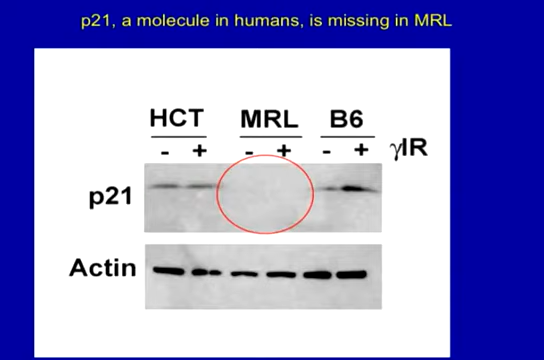 p21, a molecule in humans, is missing in MRL
HCT MRL B6
- + - + - + γIR
p21
Actin